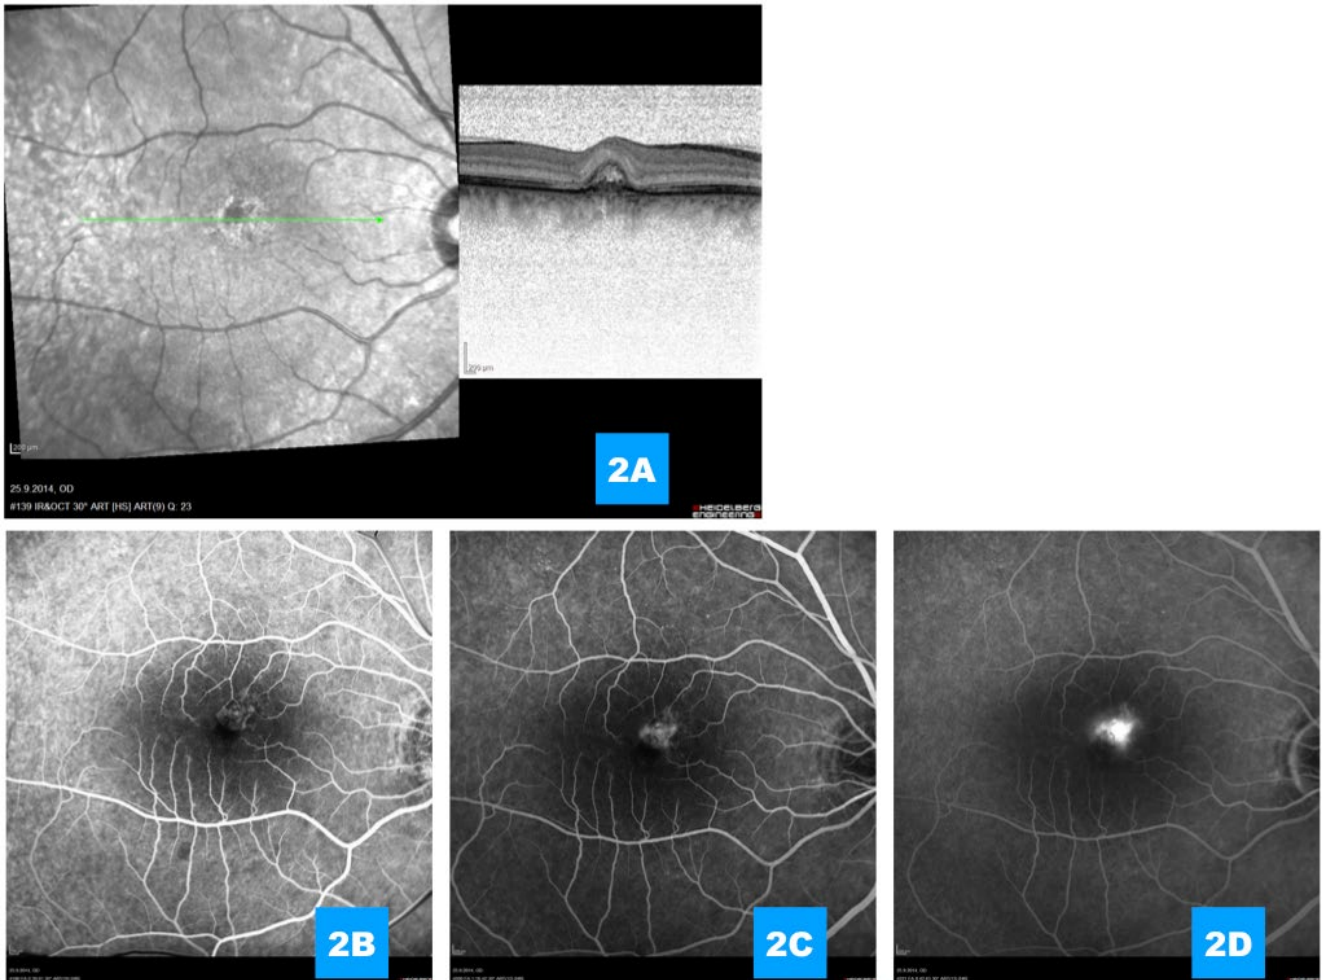 200 µm
200 µm
25.9.2014, OD
#139 IR&OCT 30° ART [HS] ART(9) Q: 23
HEIDELBERG
ENGINEERING
2A
2B
2C
2D